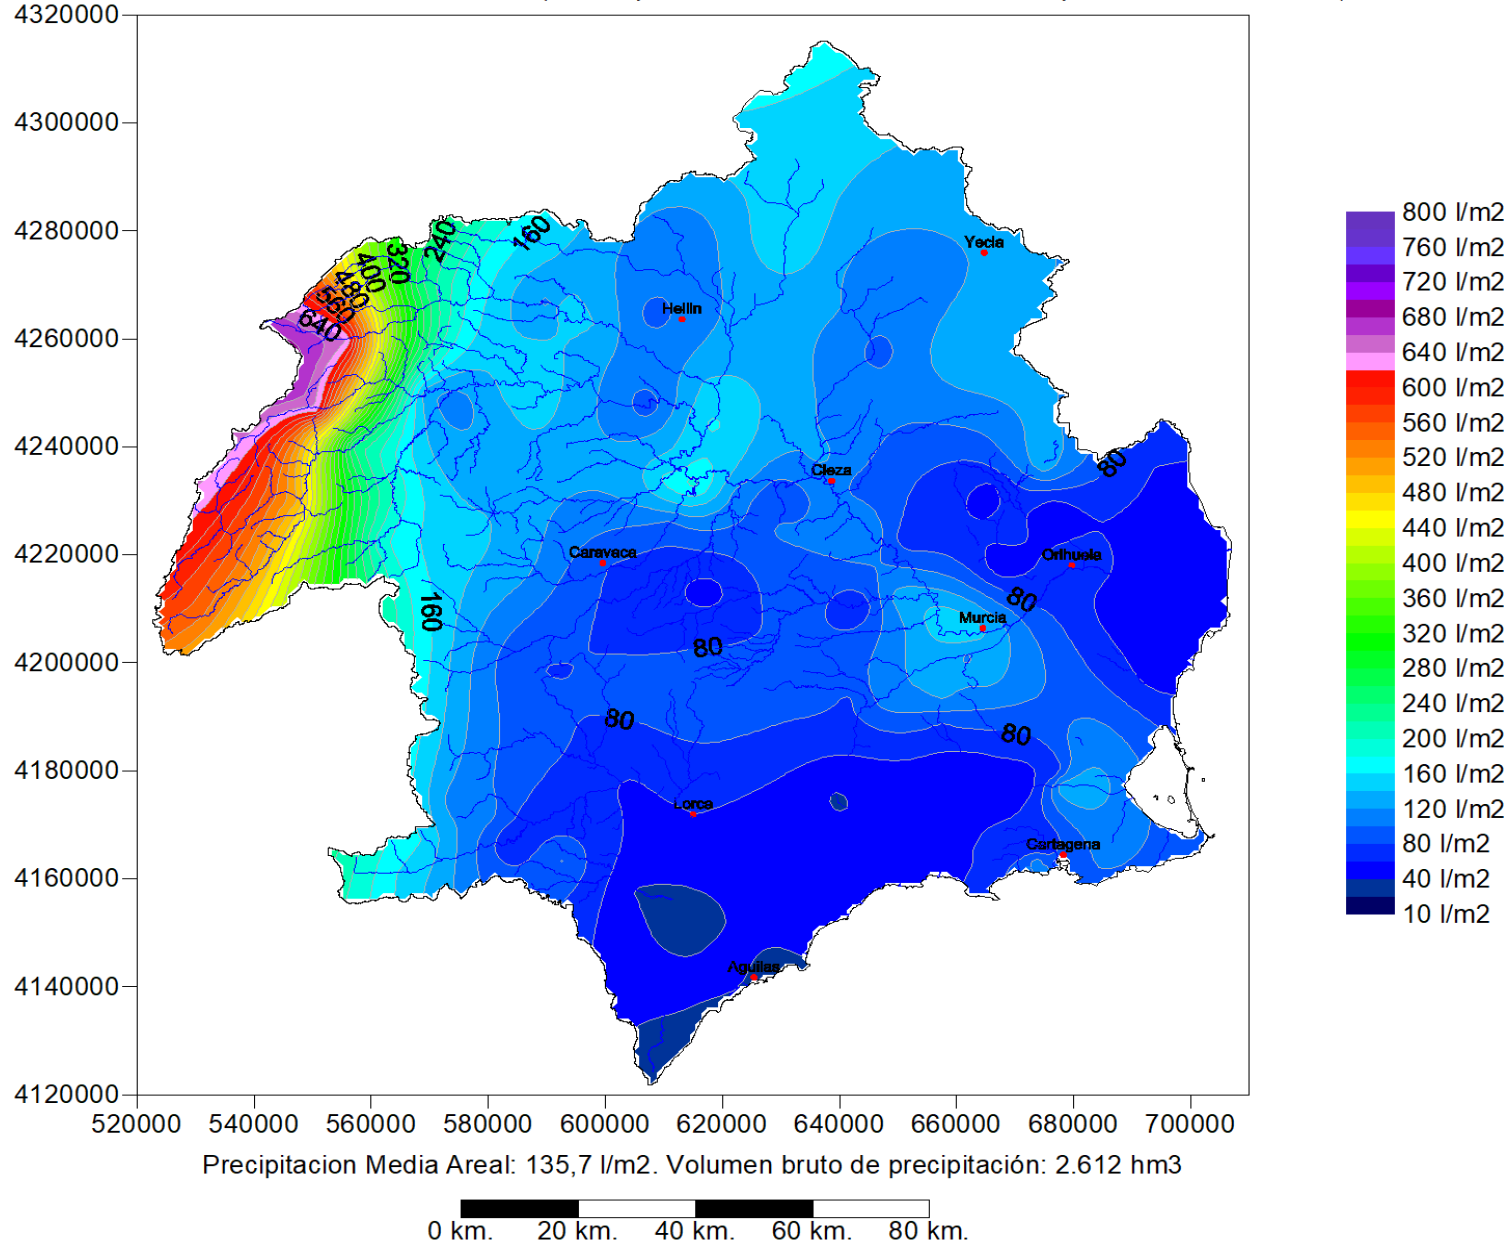 4320000
4300000
4280000
4260000
4240000
4220000
4200000
4180000
4160000
4140000
4120000
520000 540000 560000 580000 600000 620000 640000 660000 680000 700000
640
560
480
400
320
240
160
160
80
80
80
80
80
Yecla
Hellin
Cieza
Caravaca
Orihuela
Murcia
Lorca
Cartagena
Aguilas
800 l/m2
760 l/m2
720 l/m2
680 l/m2
640 l/m2
600 l/m2
560 l/m2
520 l/m2
480 l/m2
440 l/m2
400 l/m2
360 l/m2
320 l/m2
280 l/m2
240 l/m2
200 l/m2
160 l/m2
120 l/m2
80 l/m2
40 l/m2
10 l/m2
Precipitacion Media Areal: 135,7 l/m2. Volumen bruto de precipitación: 2.612 hm3
0 km. 20 km. 40 km. 60 km. 80 km.